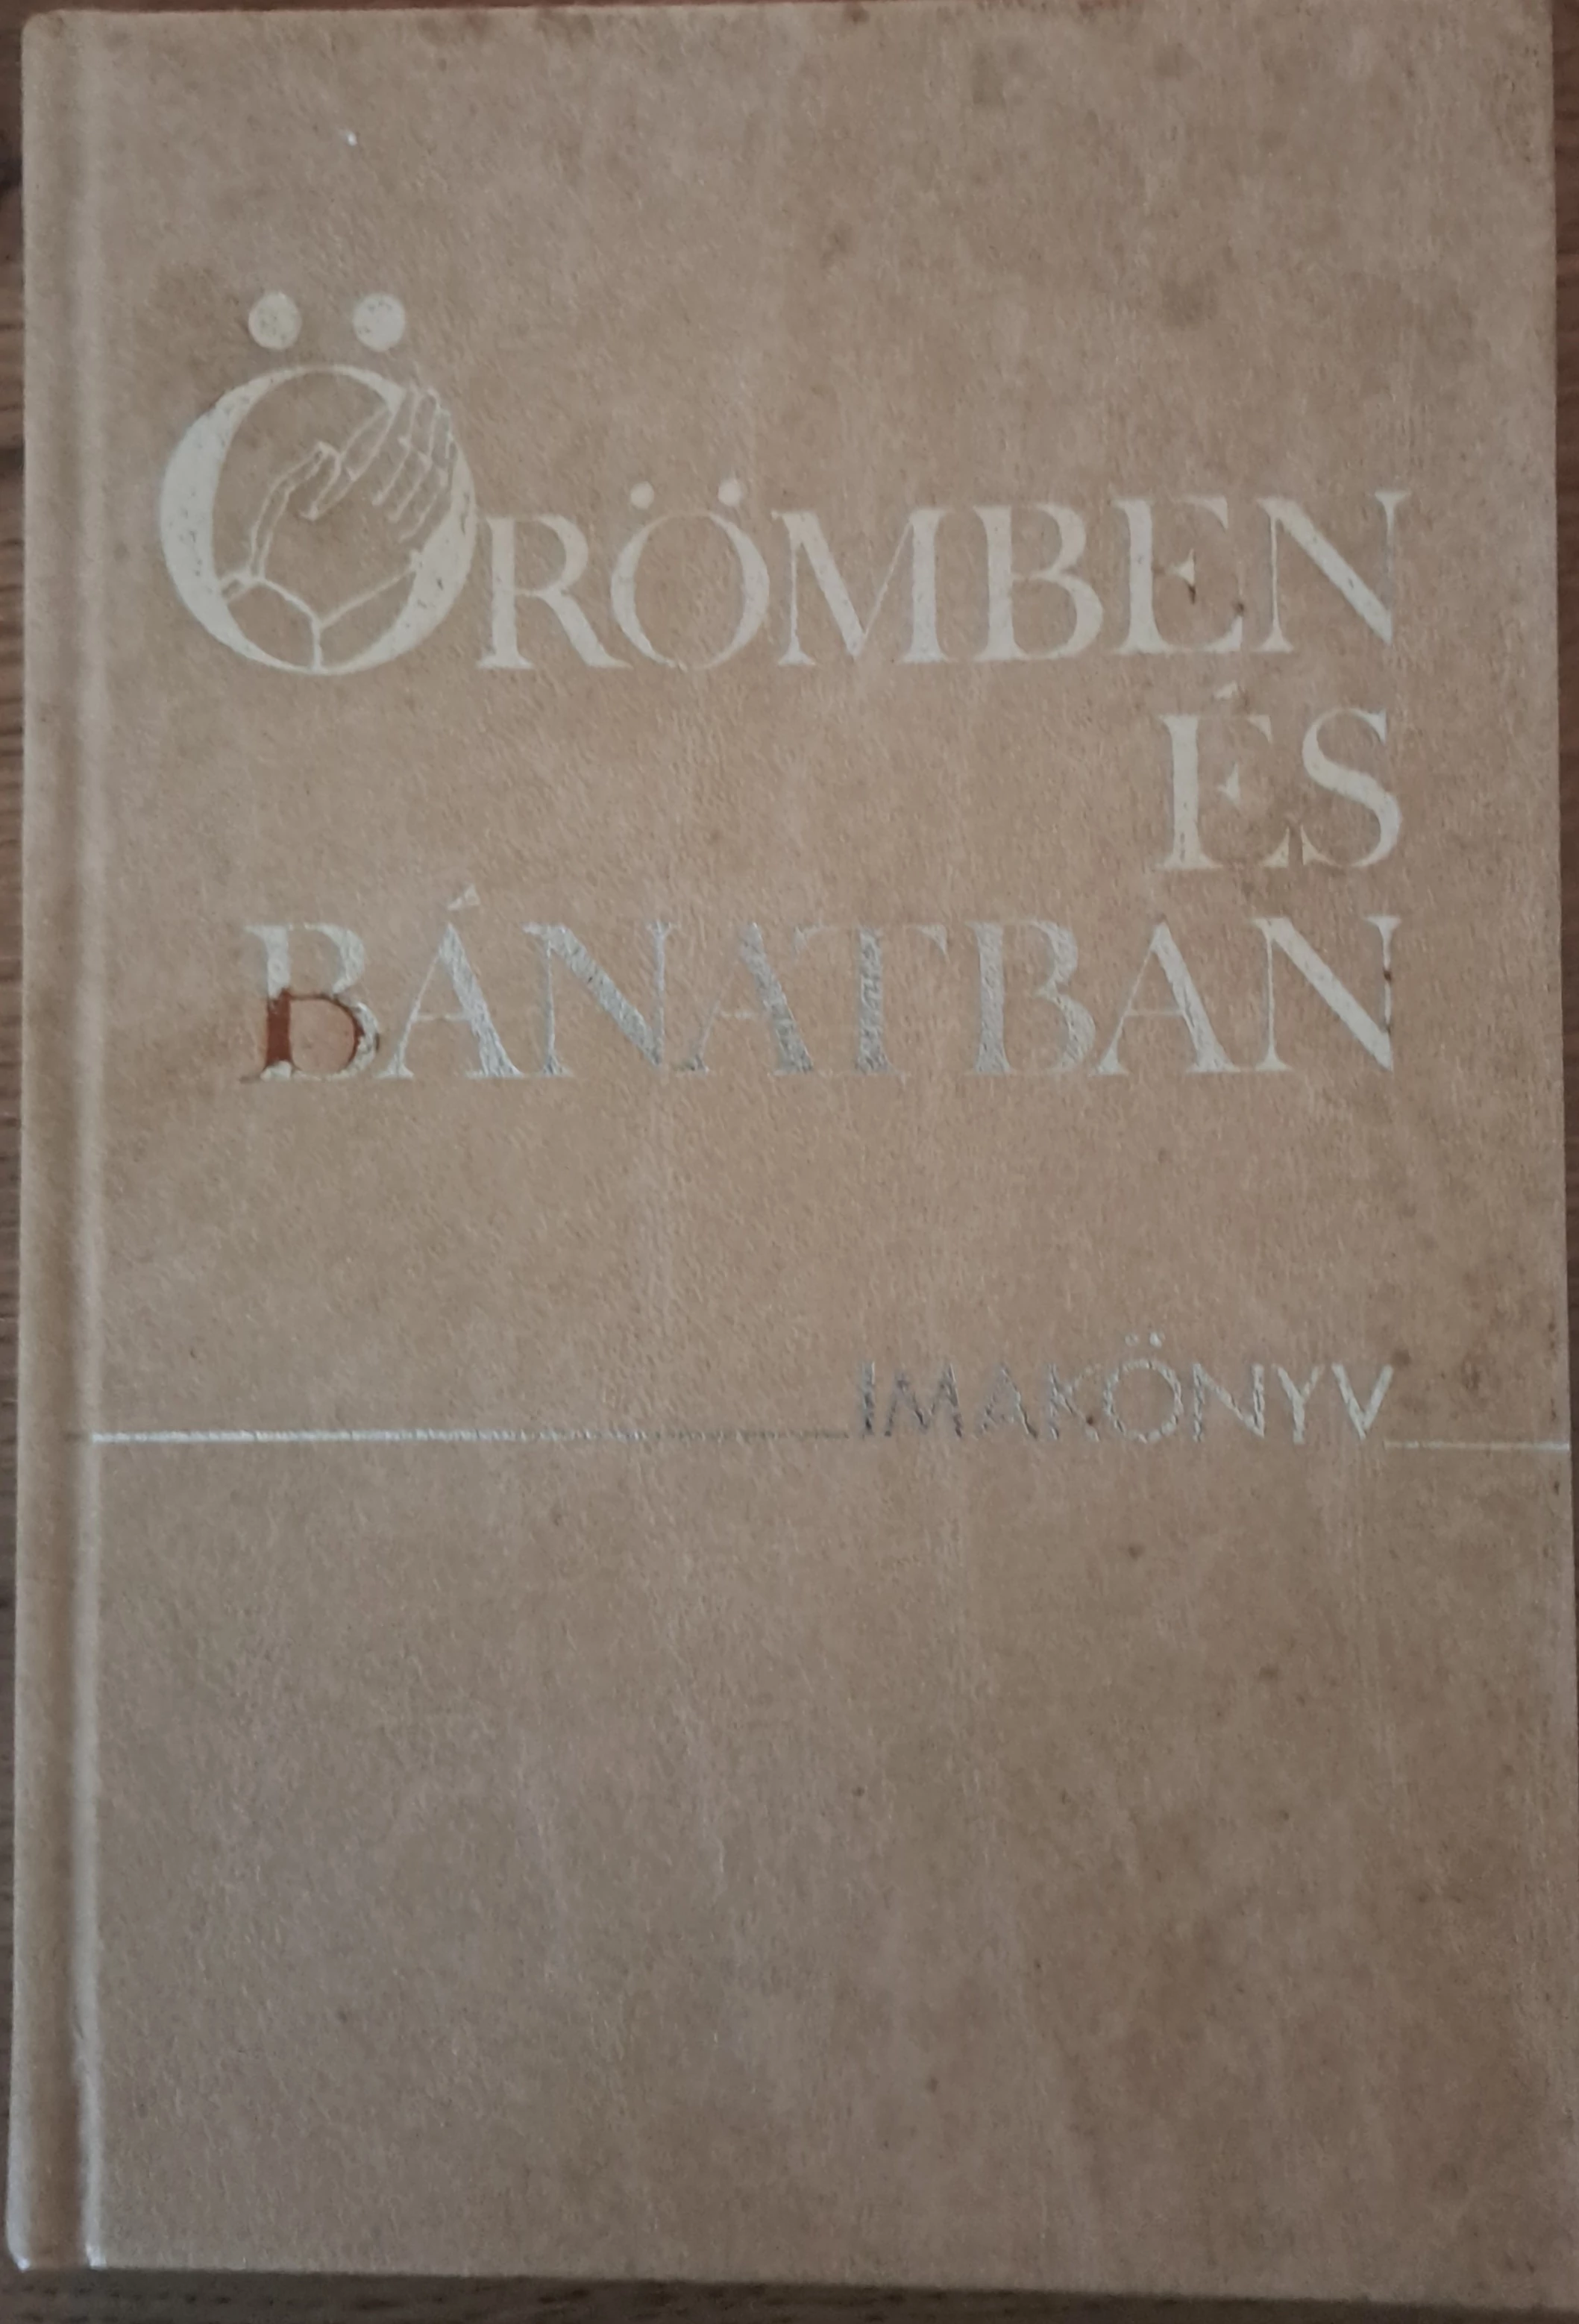 ÖRÖMBEN
ÉS
BÁNATBAN
IMAKÖNYV